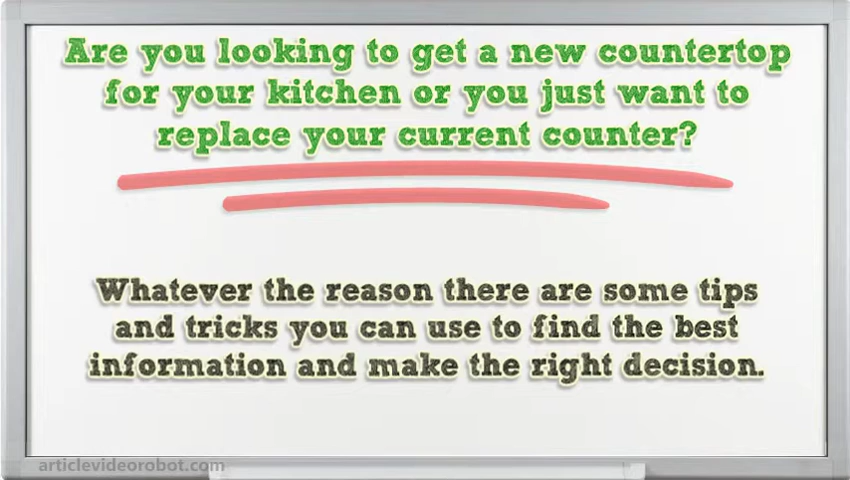 Are you looking to get a new countertop
for your kitchen or you just want to
replace your current counter?
Whatever the reason there are some tips
and tricks you can use to find the best
information and make the right decision.
articlevideorobot.com